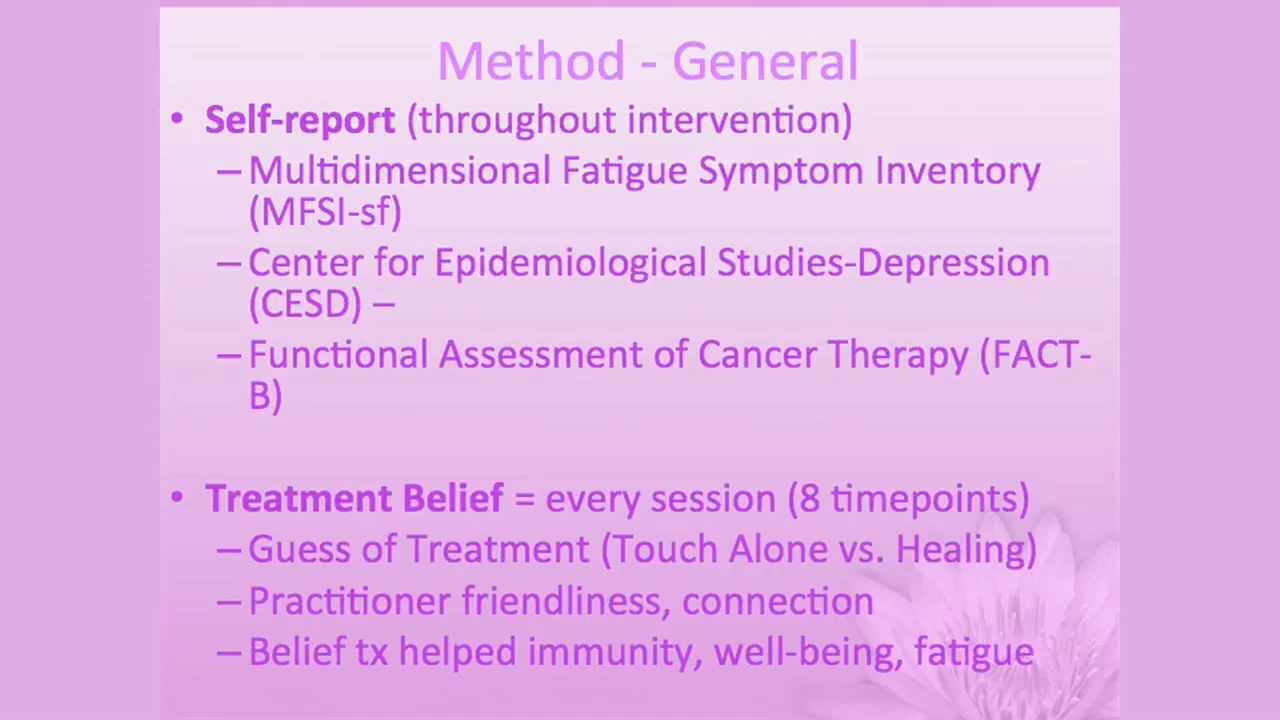 Method - General
• Self-report (throughout intervention)
– Multidimensional Fatigue Symptom Inventory
(MFSI-sf)
– Center for Epidemiological Studies-Depression
(CESD) –
– Functional Assessment of Cancer Therapy (FACT-
B)
• Treatment Belief = every session (8 timepoints)
– Guess of Treatment (Touch Alone vs. Healing)
– Practitioner friendliness, connection
– Belief tx helped immunity, well-being, fatigue